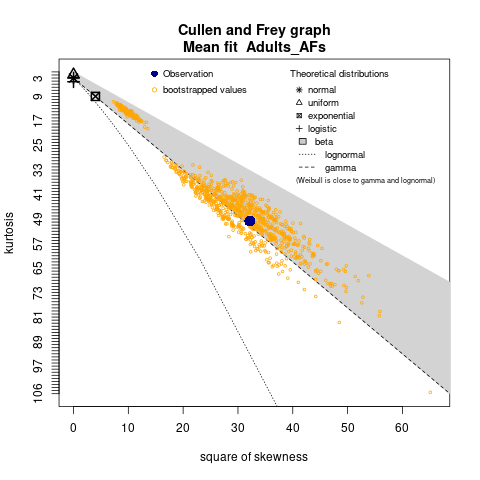 Cullen and Frey graph
Mean fit Adults_AFs
Observation
bootstrapped values
Theoretical distributions
normal
uniform
exponential
logistic
beta
lognormal
gamma
(Weibull is close to gamma and lognormal)
kurtosis
3
9
17
25
33
41
49
57
65
73
81
89
97
106
0 10 20 30 40 50 60
square of skewness